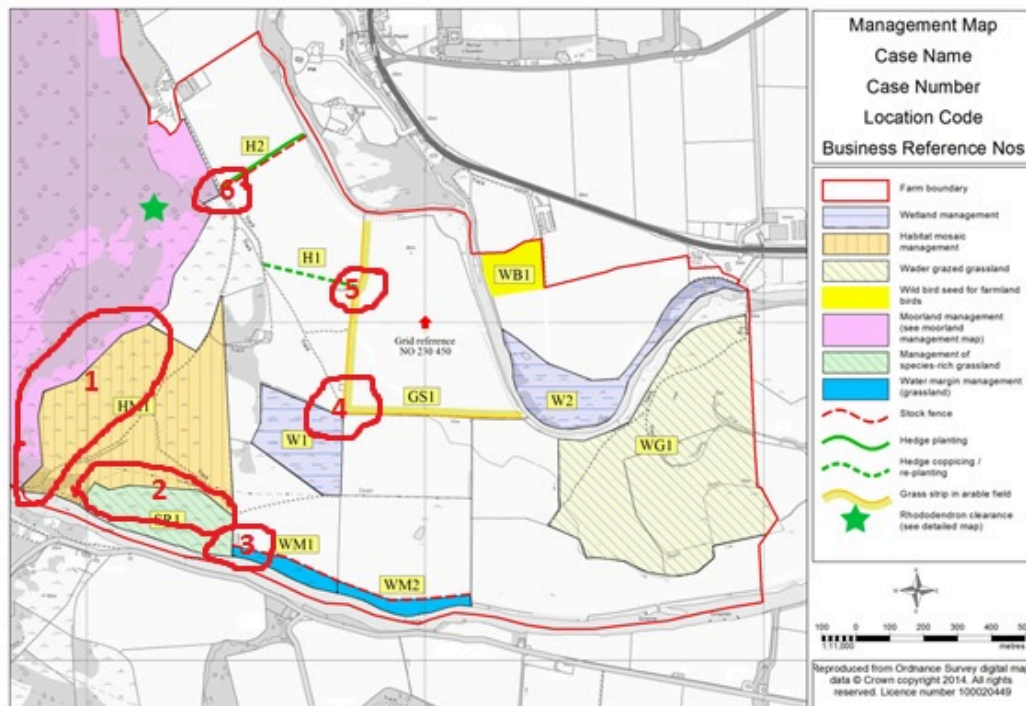 Management Map
Case Name
Case Number
Location Code
Business Reference Nos
Farm boundary
Wetland management
Habitat mosaic
management
Wader grazed grassland
Wild bird seed for farmland
birds
Moorland management
(see moorland
management map)
Management of
species-rich grassland
Water margin management
(grassland)
Stock fence
Hedge planting
Hedge coppicing /
re-planting
Grass strip in arable field
Rhododendron clearance
(see detailed map)
100 0 100 200 300 400 500
1:11,000 metres
Reproduced from Ordnance Survey digital map
data © Crown copyright 2014. All rights
reserved. Licence number 100020449
H2
6
H1
5
WB1
Grid reference
NO 230 450
1
HM1
4
GS1
W1
W2
WG1
2
SR1
3
WM1
WM2